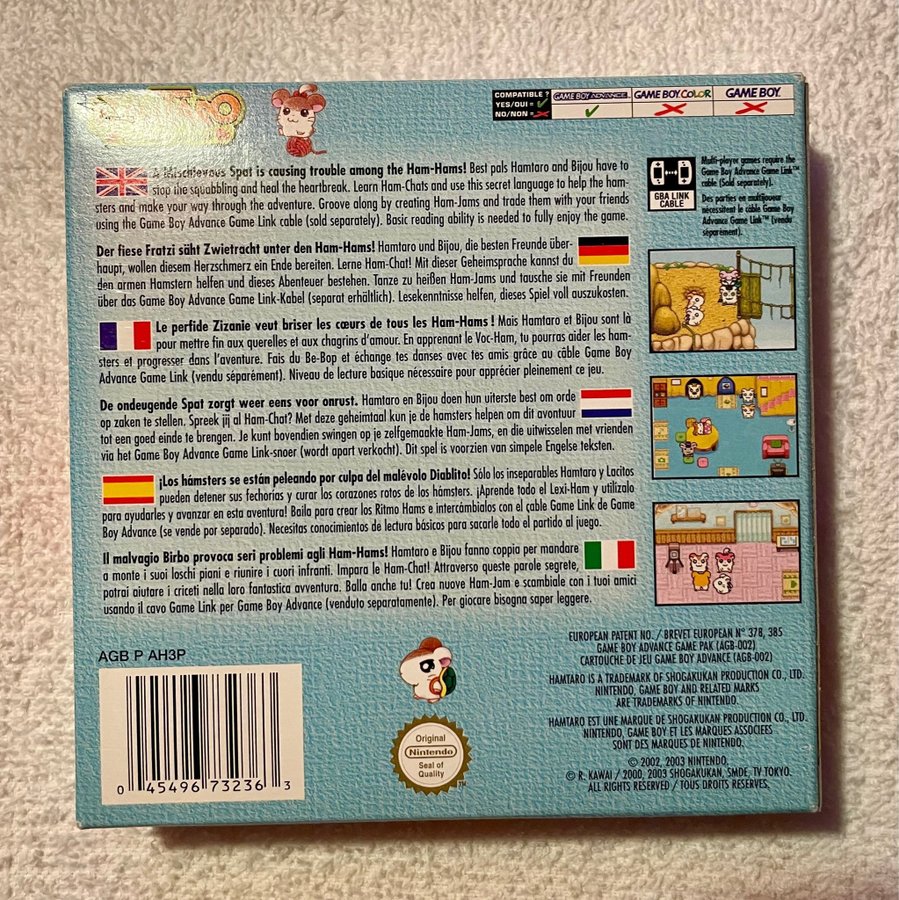 COMPATIBLE ?
YES/OUI =
NO/NON =
GAME BOY ADVANCE
GAME BOY COLOR
GAME BOY
A Mischievous Spat is causing trouble among the Ham-Hams! Best pals Hamtaro and Bijou have to
stop the squabbling and heal the heartbreak. Learn Ham-Chats and use this secret language to help the ham-
sters and make your way through the adventure. Groove along by creating Ham-Jams and trade them with your friends
using the Game Boy Advance Game Link cable (sold separately). Basic reading ability is needed to fully enjoy the game.
GBA LINK
CABLE
Multi-player games require the
Game Boy Advance Game Link™
cable (Sold separately).
Des parties en multijoueur
nécessitent le câble Game Boy
Advance Game Link™ (vendu
séparément).
Der fiese Fratzi säht Zwietracht unter den Ham-Hams! Hamtaro und Bijou, die besten Freunde über-
haupt, wollen diesem Herzschmerz ein Ende bereiten. Lerne Ham-Chat! Mit dieser Geheimsprache kannst du
den armen Hamstern helfen und dieses Abenteuer bestehen. Tanze zu heißen Ham-Jams und tausche sie mit Freunden
über das Game Boy Advance Game Link-Kabel (separat erhältlich). Lesekenntnisse helfen, dieses Spiel voll auszukosten.
Le perfide Zizanie veut briser les cœurs de tous les Ham-Hams ! Mais Hamtaro et Bijou sont là
pour mettre fin aux querelles et aux chagrins d'amour. En apprenant le Voc-Ham, tu pourras aider les ham-
sters et progresser dans l'aventure. Fais du Be-Bop et échange tes danses avec tes amis grâce au câble Game Boy
Advance Game Link (vendu séparément). Niveau de lecture basique nécessaire pour apprécier pleinement ce jeu.
De ondeugende Spat zorgt weer eens voor onrust. Hamtaro en Bijou doen hun uiterste best om orde
op zaken te stellen. Spreek jij al Ham-Chat? Met deze geheimtaal kun je de hamsters helpen om dit avontuur
tot een goed einde te brengen. Je kunt bovendien swingen op je zelfgemaakte Ham-Jams, en die uitwisselen met vrienden
via het Game Boy Advance Game Link-snoer (wordt apart verkocht). Dit spel is voorzien van simpele Engelse teksten.
¡Los hámsters se están peleando por culpa del malévolo Diablito! Sólo los inseparables Hamtaro y Lacitos
pueden detener sus fechorías y curar los corazones rotos de los hámsters. ¡Aprende todo el Lexi-Ham y utilízalo
para ayudarles y avanzar en esta aventura! Baila para crear los Ritmo Hams e intercámbialos con el cable Game Link de Game
Boy Advance (se vende por separado). Necesitas conocimientos de lectura básicos para sacarle todo el partido al juego.
Il malvagio Birbo provoca seri problemi agli Ham-Hams! Hamtaro e Bijou fanno coppia per mandare
a monte i suoi loschi piani e riunire i cuori infranti. Impara le Ham-Chat! Attraverso queste parole segrete,
potrai aiutare i criceti nella loro fantastica avventura. Balla anche tu! Crea nuove Ham-Jam e scambiale con i tuoi amici
usando il cavo Game Link per Game Boy Advance (venduto separatamente). Per giocare bisogna saper leggere.
AGB P AH3P
0 45496 73236 3
Original
Nintendo
Seal of
Quality
TM
EUROPEAN PATENT NO. / BREVET EUROPEEN N° 378, 385
GAME BOY ADVANCE GAME PAK (AGB-002)
CARTOUCHE DE JEU GAME BOY ADVANCE (AGB-002)
HAMTARO IS A TRADEMARK OF SHOGAKUKAN PRODUCTION CO., LTD.
NINTENDO, GAME BOY AND RELATED MARKS
ARE TRADEMARKS OF NINTENDO.
HAMTARO EST UNE MARQUE DE SHOGAKUKAN PRODUCTION CO., LTD.
NINTENDO, GAME BOY ET LES MARQUES ASSOCIEES
SONT DES MARQUES DE NINTENDO.
© 2002, 2003 NINTENDO.
© R. KAWAI / 2000, 2003 SHOGAKUKAN, SMDE, TV TOKYO.
ALL RIGHTS RESERVED / TOUS DROITS RESERVES.